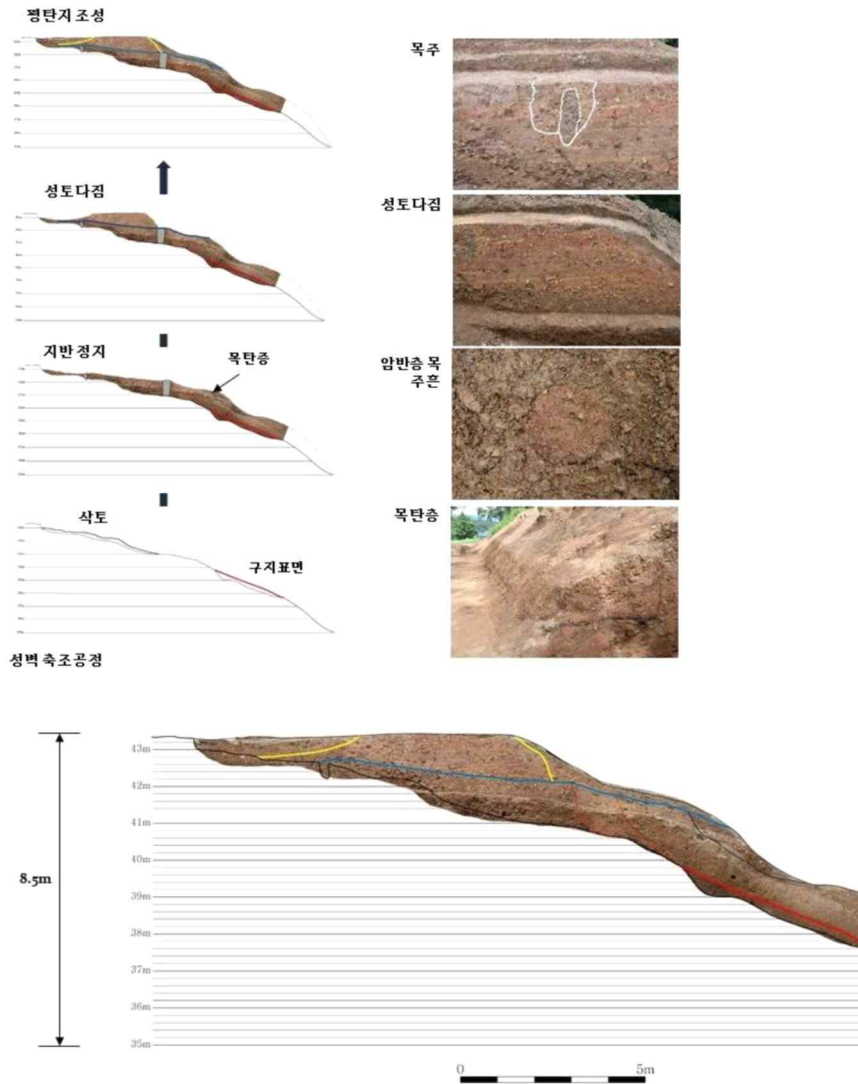 평탄지 조성
목주
성토다짐
성토다짐
지반 정지
목탄층
암반층 목
주흔
삭토
구지표면
목탄층
성벽 축조공정
8.5m
43m
42m
41m
40m
39m
38m
37m
36m
35m
0
5m